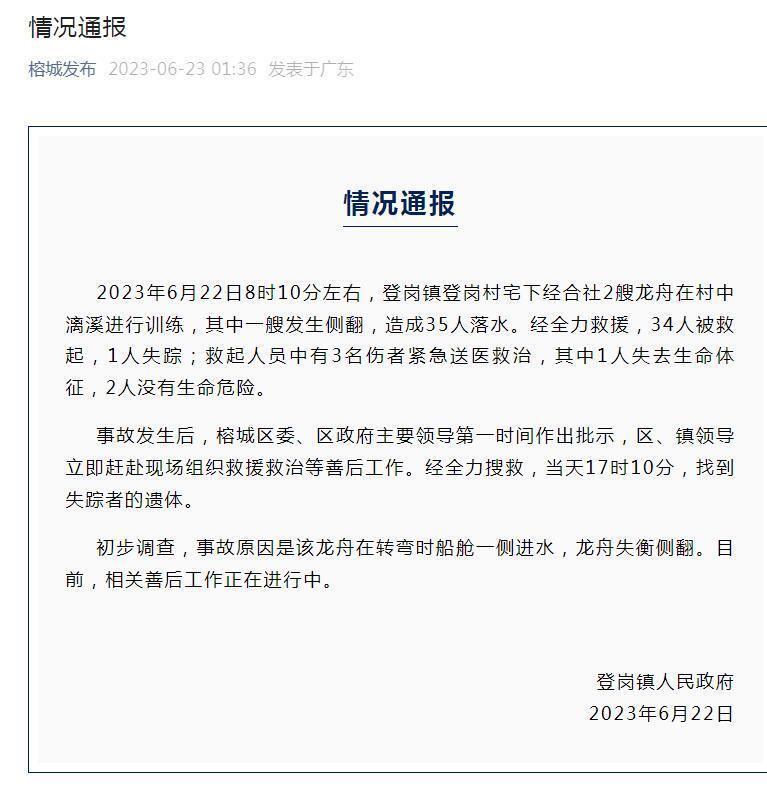 情况通报
榕城发布 2023-06-23 01:36 发表于广东
情况通报
2023年6月22日8时10分左右，登岗镇登岗村宅下经合社2艘龙舟在村中
漓溪进行训练，其中一艘发生侧翻，造成35人落水。经全力救援，34人被救
起，1人失踪；救起人员中有3名伤者紧急送医救治，其中1人失去生命体
征，2人没有生命危险。
事故发生后，榕城区委、区政府主要领导第一时间作出批示，区、镇领导
立即赶赴现场组织救援救治等善后工作。经全力搜救，当天17时10分，找到
失踪者的遗体。
初步调查，事故原因是该龙舟在转弯时船舱一侧进水，龙舟失衡侧翻。目
前，相关善后工作正在进行中。
登岗镇人民政府
2023年6月22日